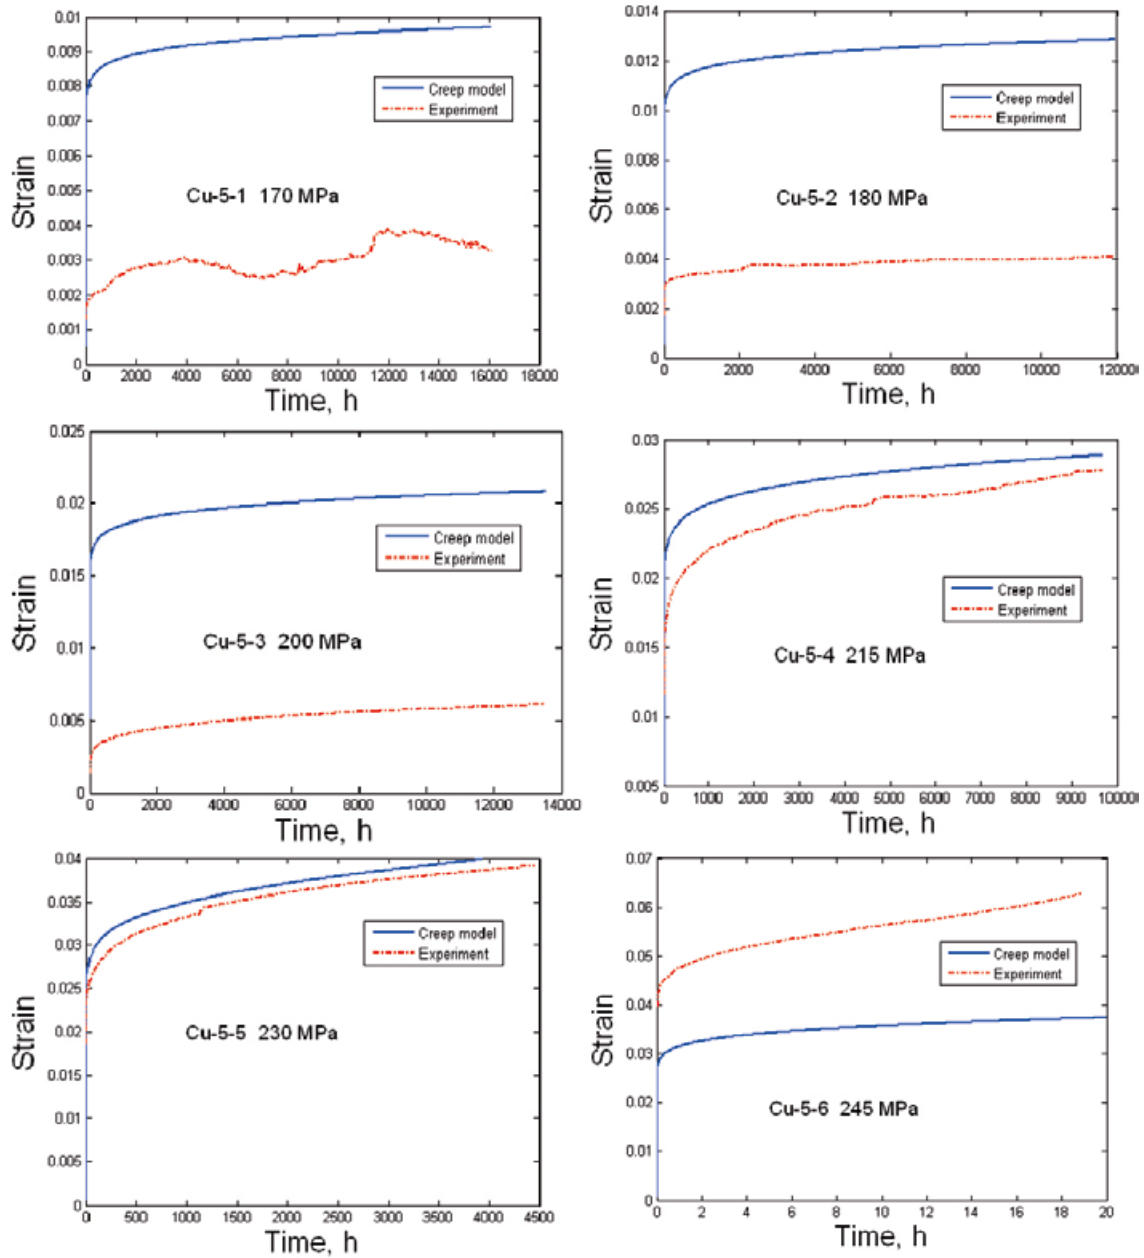 0.01
0.009
0.008
0.007
0.006
0.005
0.004
0.003
0.002
0.001
0
Strain
Creep model
Experiment
Cu-5-1 170 MPa
0 2000 4000 6000 8000 10000 12000 14000 16000 18000
Time, h
0.014
0.012
0.01
0.008
0.006
0.004
0.002
0
Strain
Creep model
Experiment
Cu-5-2 180 MPa
0 2000 4000 6000 8000 10000 12000
Time, h
0.025
0.02
0.015
0.01
0.005
0
Strain
Creep model
Experiment
Cu-5-3 200 MPa
0 2000 4000 6000 8000 10000 12000 14000
Time, h
0.03
0.025
0.02
0.015
0.01
0.005
Strain
Creep model
Experiment
Cu-5-4 215 MPa
0 1000 2000 3000 4000 5000 6000 7000 8000 9000 10000
Time, h
0.04
0.035
0.03
0.025
0.02
0.015
0.01
0.005
0
Strain
Creep model
Experiment
Cu-5-5 230 MPa
0 500 1000 1500 2000 2500 3000 3500 4000 4500
Time, h
0.07
0.06
0.05
0.04
0.03
0.02
0.01
0
Strain
Creep model
Experiment
Cu-5-6 245 MPa
0 2 4 6 8 10 12 14 16 18 20
Time, h